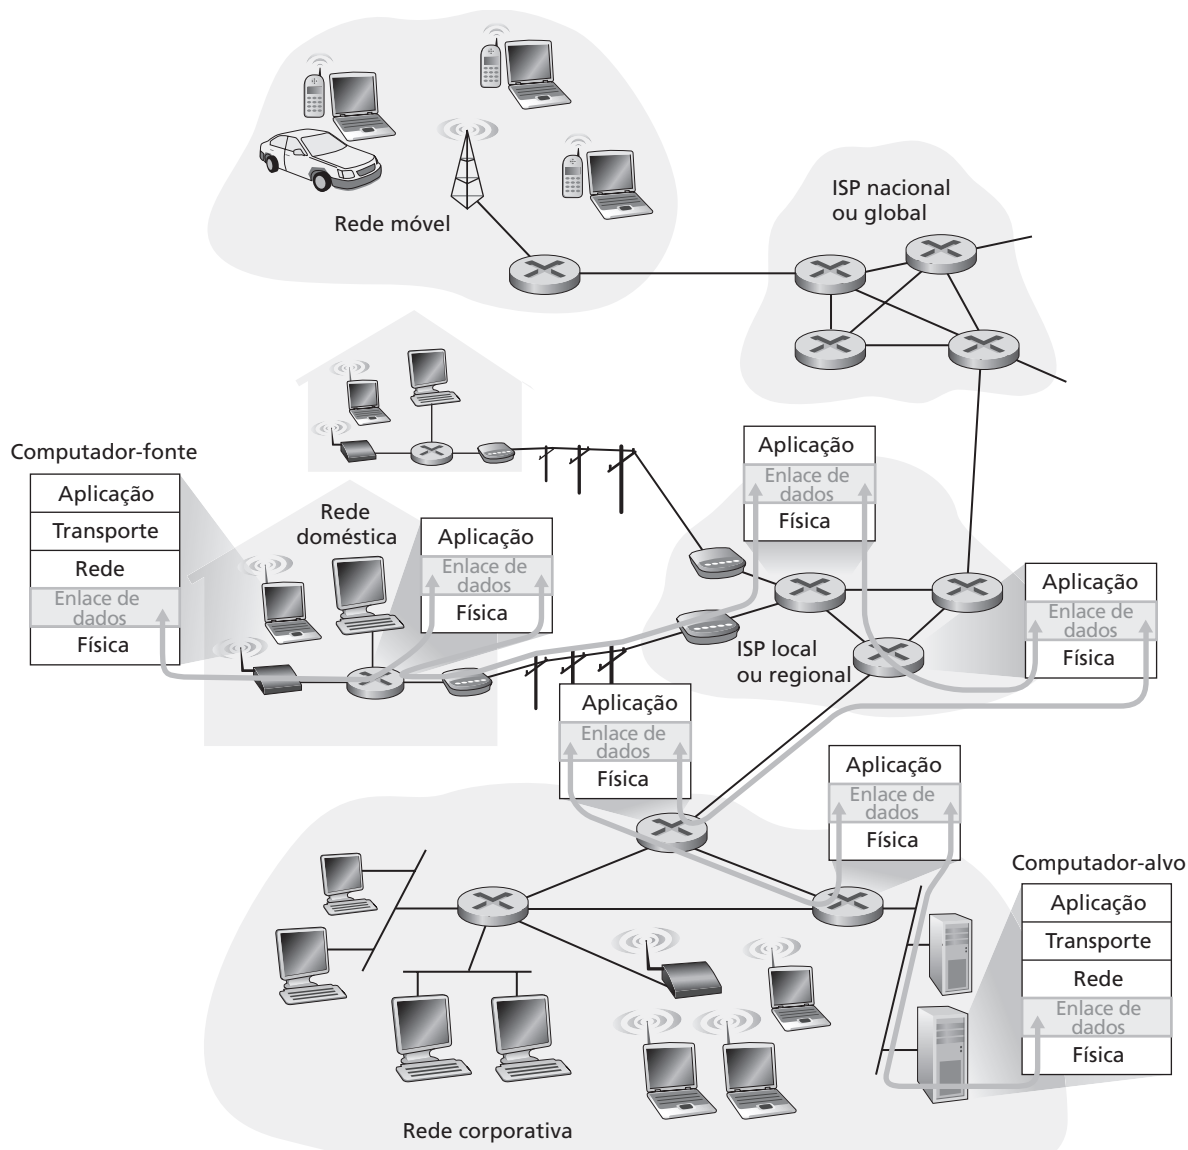 ISP nacional
ou global
Rede móvel
Computador-fonte
Aplicação
Transporte
Rede
Enlace de
dados
Física
Rede
doméstica
Aplicação
Enlace de
dados
Física
Aplicação
Enlace de
dados
Física
Aplicação
Enlace de
dados
Física
ISP local
ou regional
Aplicação
Enlace de
dados
Física
Aplicação
Enlace de
dados
Física
Computador-alvo
Aplicação
Transporte
Rede
Enlace de
dados
Física
Rede corporativa